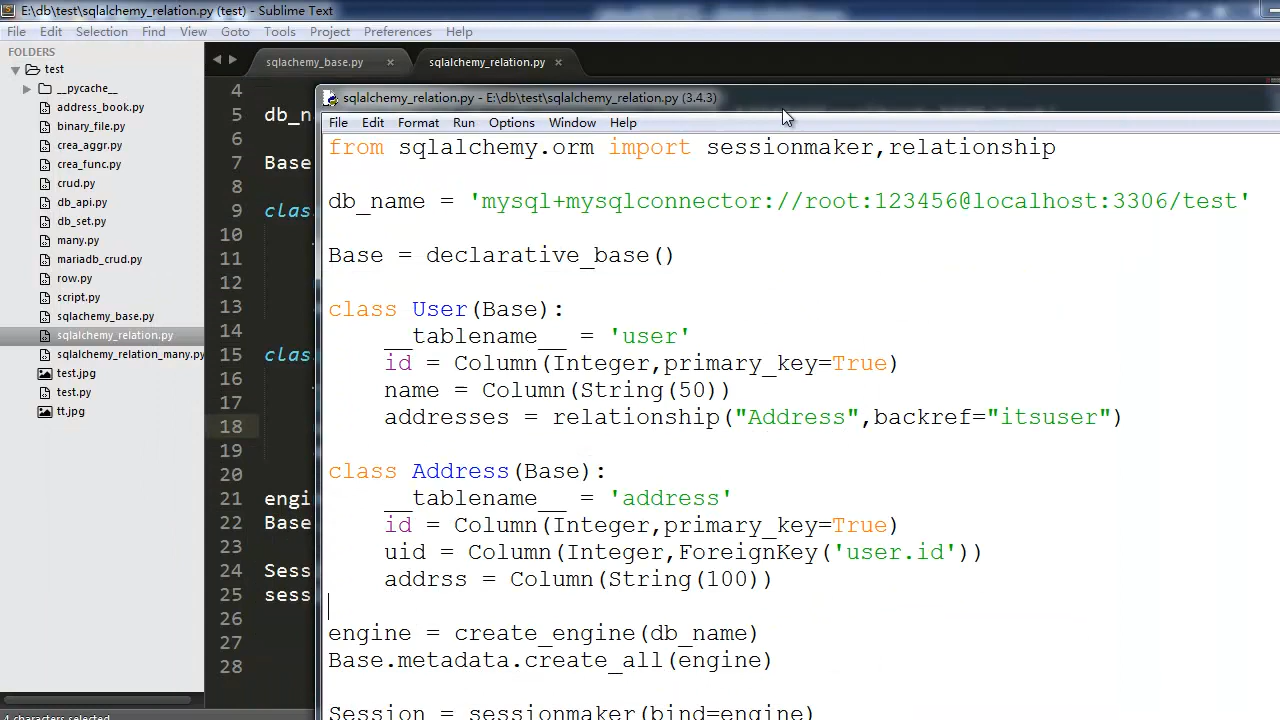 E:\db\test\sqlalchemy_relation.py (test) - Sublime Text
File Edit Selection Find View Goto Tools Project Preferences Help
FOLDERS
test
__pycache__
address_book.py
binary_file.py
crea_aggr.py
crea_func.py
crud.py
db_api.py
db_set.py
many.py
mariadb_crud.py
row.py
script.py
sqlachemy_base.py
sqlalchemy_relation.py
sqlalchemy_relation_many.py
test.jpg
test.py
tt.jpg
4 characters selected
sqlachemy_base.py × sqlalchemy_relation.py ×
4
5 db_n
6
7 Base
8
9 clas
10
11
12
13
14
15 clas
16
17
18
19
20
21 engi
22 Base
23
24 Sess
25 sess
26
27
28
sqlalchemy_relation.py - E:\db\test\sqlalchemy_relation.py (3.4.3)
File Edit Format Run Options Window Help
from sqlalchemy.orm import sessionmaker,relationship
db_name = 'mysql+mysqlconnector://root:123456@localhost:3306/test'
Base = declarative_base()
class User(Base):
__tablename__ = 'user'
id = Column(Integer,primary_key=True)
name = Column(String(50))
addresses = relationship("Address",backref="itsuser")
class Address(Base):
__tablename__ = 'address'
id = Column(Integer,primary_key=True)
uid = Column(Integer,ForeignKey('user.id'))
addrss = Column(String(100))
engine = create_engine(db_name)
Base.metadata.create_all(engine)
Session = sessionmaker(bind=engine)